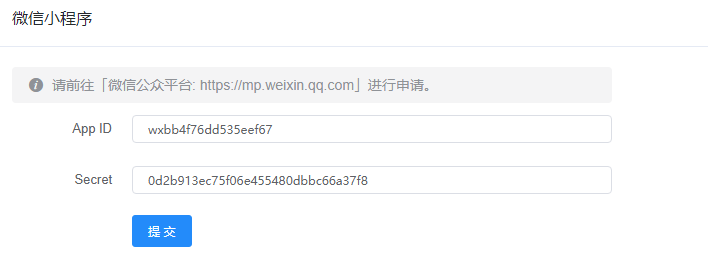 微信小程序
请前往「微信公众平台: https://mp.weixin.qq.com」进行申请。
App ID wxbb4f76dd535eef67
Secret 0d2b913ec75f06e455480dbbc66a37f8
提 交